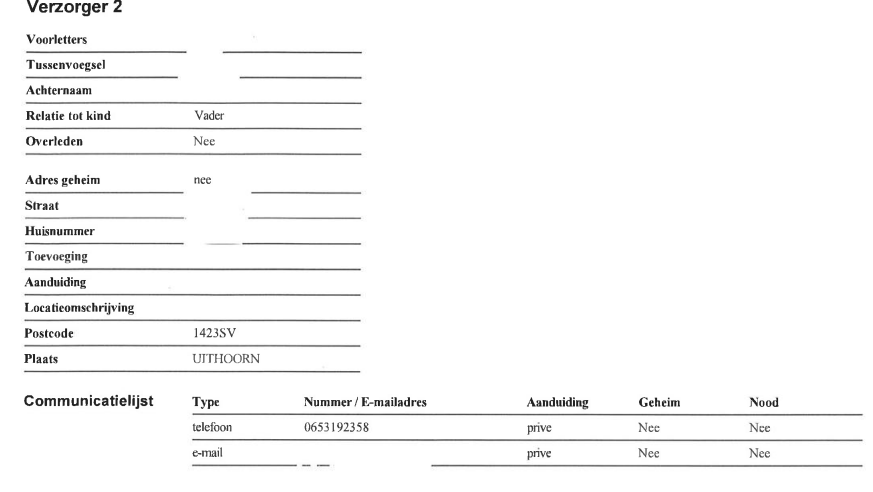 Verzorger 2
Voorletters
Tussenvoegsel
Achternaam
Relatie tot kind Vader
Overleden Nee
Adres geheim nee
Straat
Huisnummer
Toevoeging
Aanduiding
Locatieomschrijving
Postcode 1423SV
Plaats UITHOORN
Communicatielijst Type Nummer / E-mailadres Aanduiding Geheim Nood
telefoon 0653192358 prive Nee Nee
e-mail prive Nee Nee